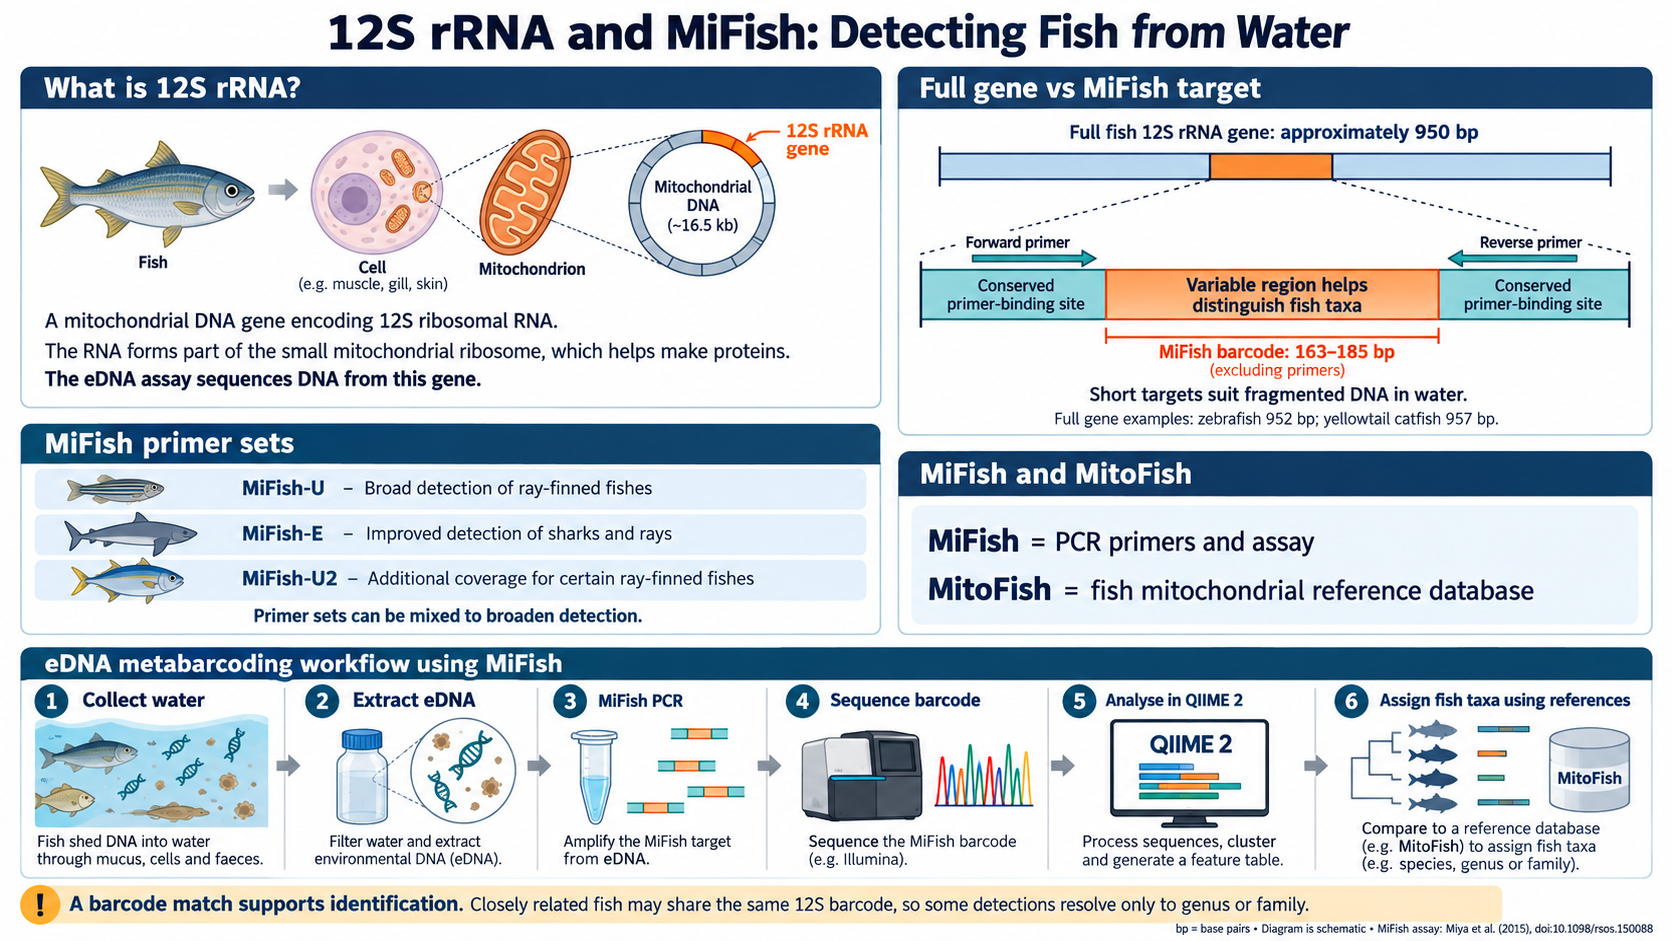 12S rRNA and MiFish: Detecting Fish from Water
What is 12S rRNA?
Fish
Cell
(e.g. muscle, gill, skin)
Mitochondrion
Mitochondrial
DNA
(~16.5 kb)
12S rRNA
gene
A mitochondrial DNA gene encoding 12S ribosomal RNA.
The RNA forms part of the small mitochondrial ribosome, which helps make proteins.
The eDNA assay sequences DNA from this gene.
Full gene vs MiFish target
Full fish 12S rRNA gene: approximately 950 bp
Forward primer
Reverse primer
Conserved
primer-binding site
Variable region helps
distinguish fish taxa
Conserved
primer-binding site
MiFish barcode: 163–185 bp
(excluding primers)
Short targets suit fragmented DNA in water.
Full gene examples: zebrafish 952 bp; yellowtail catfish 957 bp.
MiFish primer sets
MiFish-U – Broad detection of ray-finned fishes
MiFish-E – Improved detection of sharks and rays
MiFish-U2 – Additional coverage for certain ray-finned fishes
Primer sets can be mixed to broaden detection.
MiFish and MitoFish
MiFish = PCR primers and assay
MitoFish = fish mitochondrial reference database
eDNA metabarcoding workflow using MiFish
1 Collect water
Fish shed DNA into water
through mucus, cells and faeces.
2 Extract eDNA
Filter water and extract
environmental DNA (eDNA).
3 MiFish PCR
Amplify the MiFish target
from eDNA.
4 Sequence barcode
Sequence the MiFish barcode
(e.g. Illumina).
5 Analyse in QIIME 2
QIIME 2
Process sequences, cluster
and generate a feature table.
6 Assign fish taxa using references
MitoFish
Compare to a reference database
(e.g. MitoFish) to assign fish taxa
(e.g. species, genus or family).
! A barcode match supports identification. Closely related fish may share the same 12S barcode, so some detections resolve only to genus or family.
bp = base pairs • Diagram is schematic • MiFish assay: Miya et al. (2015), doi:10.1098/rsos.150088